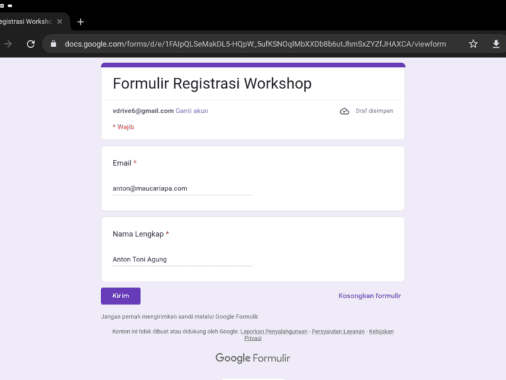 egistrasi Worksho
docs.google.com/forms/d/e/1FAIpQLSeMakDL5-HQpW_5ufKSNOqlMbXXDb8b6utJhmSxZYZfJHAXCA/viewform
Formulir Registrasi Workshop
vdrive6@gmail.com Ganti akun
Draf disimpan
* Wajib
Email *
anton@maucariapa.com
Nama Lengkap *
Anton Toni Agung
Kirim
Kosongkan formulir
Jangan pernah mengirimkan sandi melalui Google Formulir.
Konten ini tidak dibuat atau didukung oleh Google. Laporkan Penyalahgunaan - Persyaratan Layanan - Kebijakan
Privasi
Google Formulir